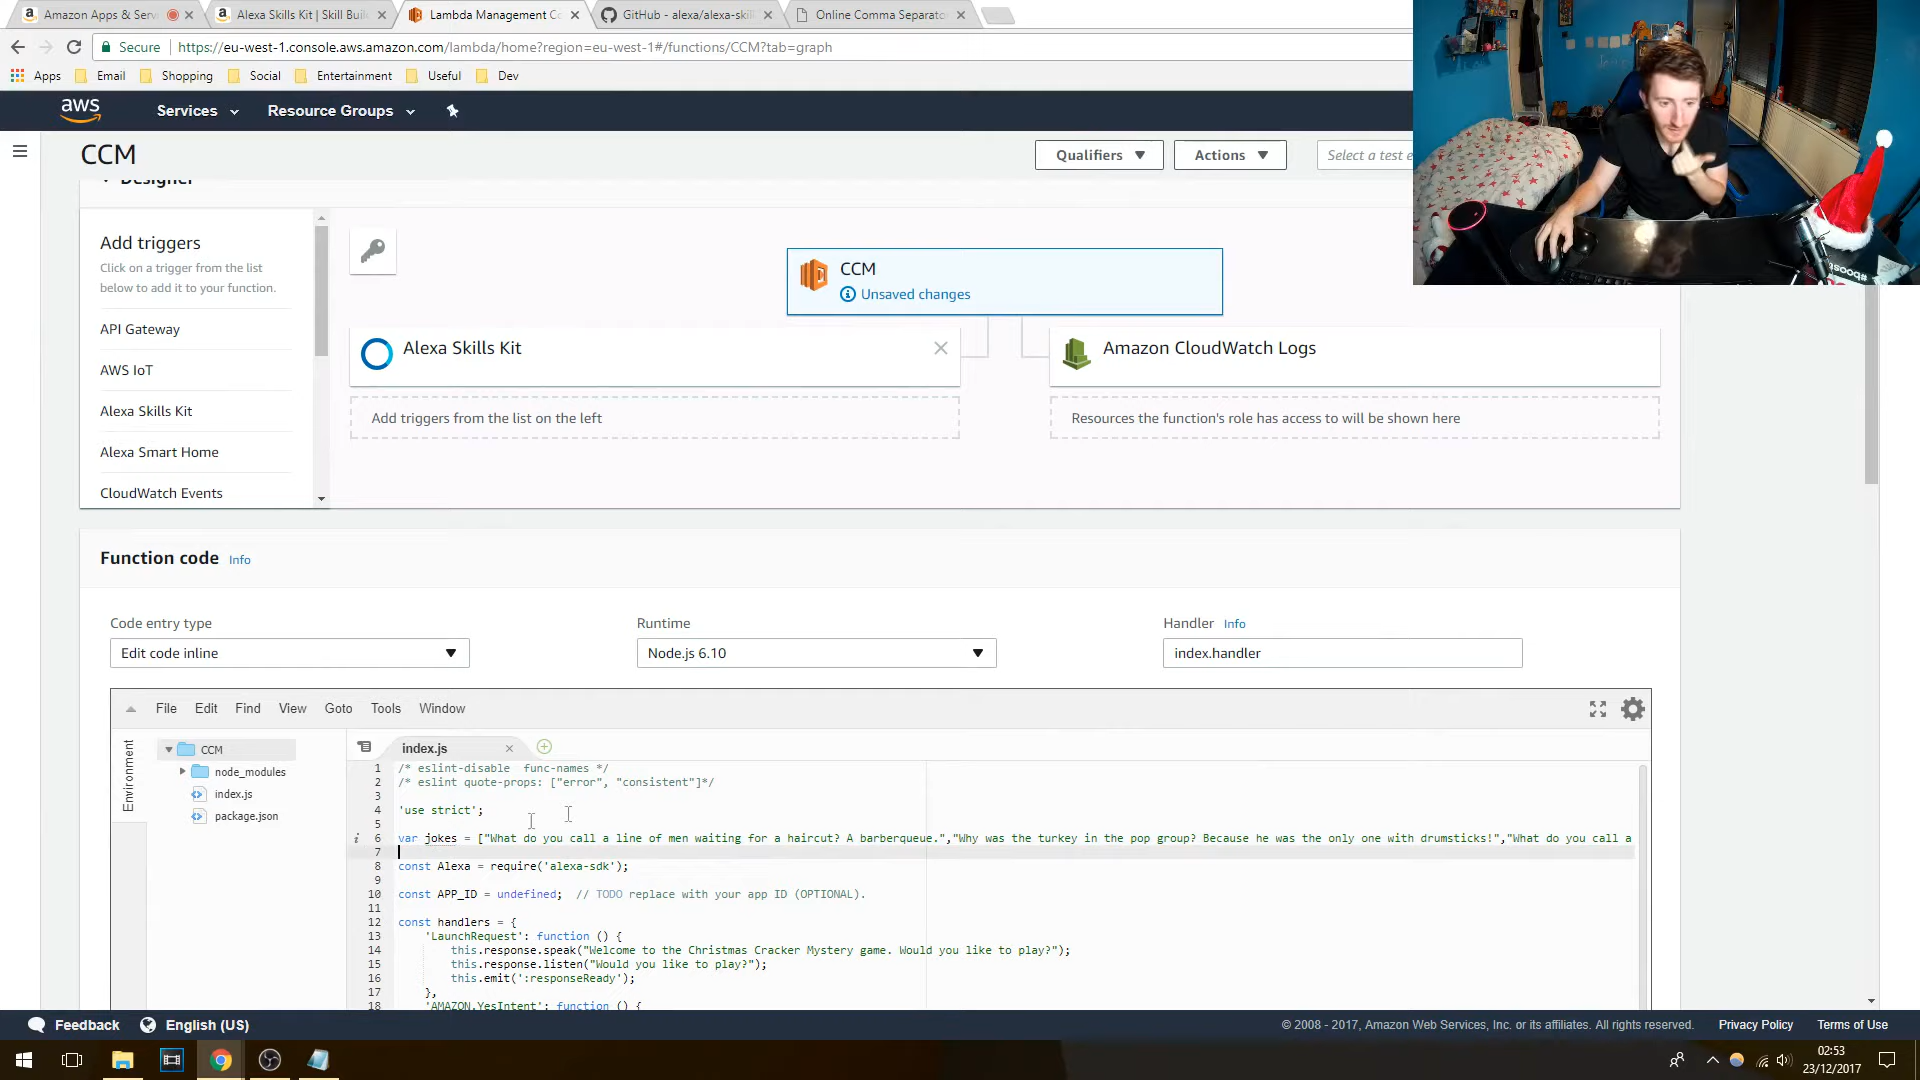 Amazon Apps & Serv
Alexa Skills Kit | Skill Buil
Lambda Management Co
GitHub - alexa/alexa-skil
Online Comma Separato
Secure
https://eu-west-1.console.aws.amazon.com/lambda/home?region=eu-west-1#/functions/CCM?tab=graph
Apps
Email
Shopping
Social
Entertainment
Useful
Dev
aws
Services
Resource Groups
CCM
Qualifiers
Actions
Select a test e
Designer
Add triggers
Click on a trigger from the list
below to add it to your function.
API Gateway
AWS IoT
Alexa Skills Kit
Alexa Smart Home
CloudWatch Events
CCM
Unsaved changes
Alexa Skills Kit
Amazon CloudWatch Logs
Add triggers from the list on the left
Resources the function's role has access to will be shown here
Function code
Info
Code entry type
Runtime
Handler
Info
Edit code inline
Node.js 6.10
index.handler
File
Edit
Find
View
Goto
Tools
Window
Environment
CCM
node_modules
index.js
package.json
index.js
1 /* eslint-disable  func-names */
2 /* eslint quote-props: ["error", "consistent"]*/
3
4 'use strict';
5
6 var jokes = ["What do you call a line of men waiting for a haircut? A barberqueue.","Why was the turkey in the pop group? Because he was the only one with drumsticks!","What do you call a
7
8 const Alexa = require('alexa-sdk');
9
10 const APP_ID = undefined;  // TODO replace with your app ID (OPTIONAL).
11
12 const handlers = {
13 'LaunchRequest': function () {
14 this.response.speak("Welcome to the Christmas Cracker Mystery game. Would you like to play?");
15 this.response.listen("Would you like to play?");
16 this.emit(':responseReady');
17 },
18 'AMAZON.YesIntent': function () {
Feedback
English (US)
© 2008 - 2017, Amazon Web Services, Inc. or its affiliates. All rights reserved.
Privacy Policy
Terms of Use
02:53
23/12/2017